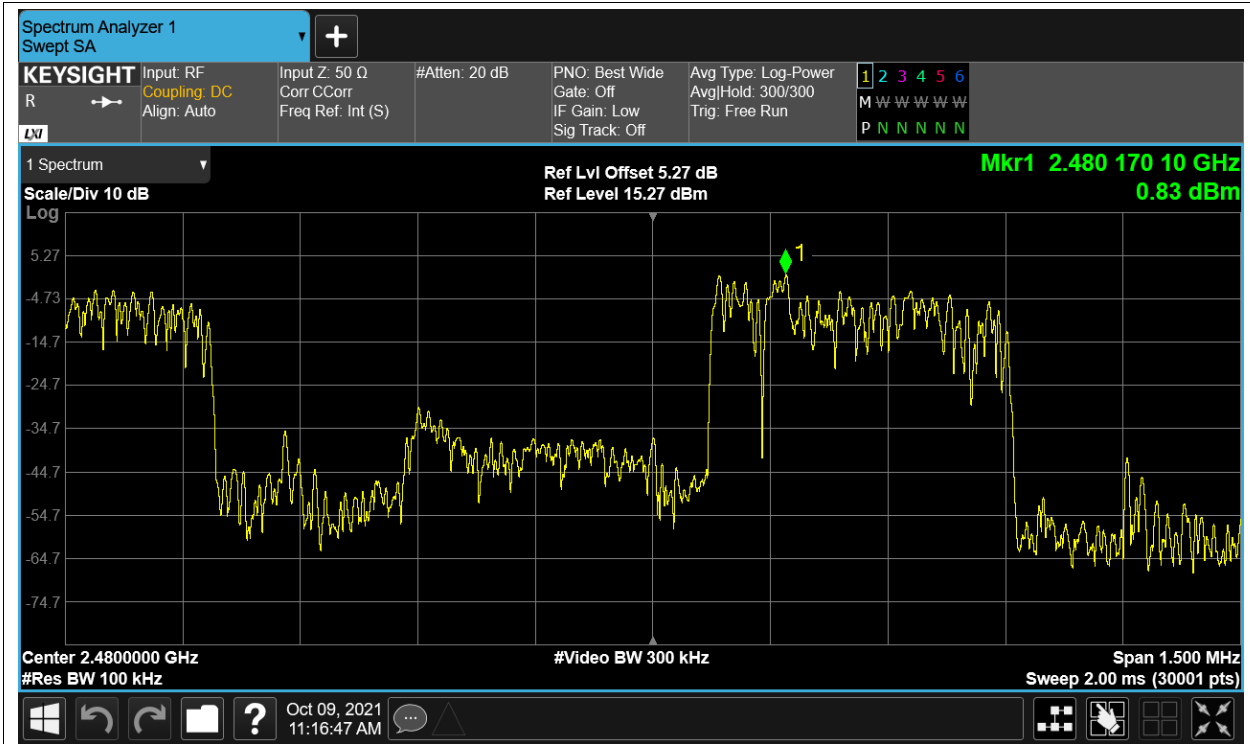 Spectrum Analyzer 1
Swept SA
+
KEYSIGHT
R
LXI
Input: RF
Coupling: DC
Align: Auto
Input Z: 50 Ω
Corr CCorr
Freq Ref: Int (S)
#Atten: 20 dB
PNO: Best Wide
Gate: Off
IF Gain: Low
Sig Track: Off
Avg Type: Log-Power
Avg|Hold: 300/300
Trig: Free Run
1 2 3 4 5 6
M W W W W W
P N N N N N
1 Spectrum
Scale/Div 10 dB
Ref Lvl Offset 5.27 dB
Ref Level 15.27 dBm
Mkr1 2.480 170 10 GHz
0.83 dBm
Log
1
5.27
-4.73
-14.7
-24.7
-34.7
-44.7
-54.7
-64.7
-74.7
Center 2.4800000 GHz
#Res BW 100 kHz
#Video BW 300 kHz
Span 1.500 MHz
Sweep 2.00 ms (30001 pts)
?
Oct 09, 2021
11:16:47 AM